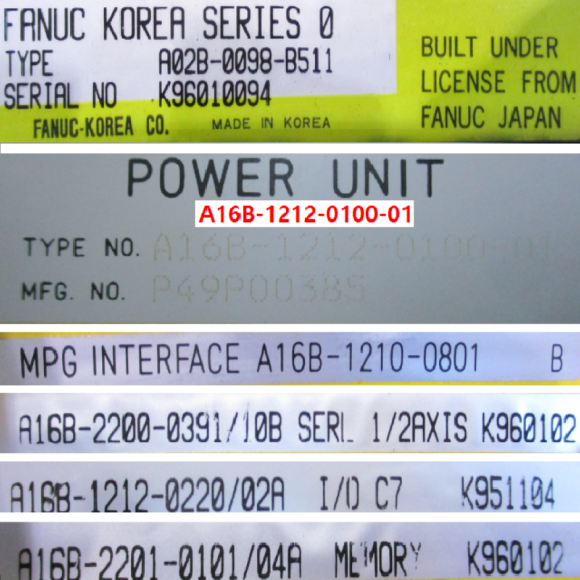 FANUC KOREA SERIES 0
TYPE A02B-0098-B511
SERIAL NO K96010094
FANUC-KOREA CO. MADE IN KOREA
BUILT UNDER
LICENSE FROM
FANUC JAPAN
POWER UNIT
A16B-1212-0100-01
TYPE NO. A16B-1212-0100-01
MFG. NO. P49P00385
MPG INTERFACE A16B-1210-0801 B
A16B-2200-0391/10B SERL 1/2AXIS K960102
A16B-1212-0220/02A I/O C7 K951104
A16B-2201-0101/04A MEMORY K960102